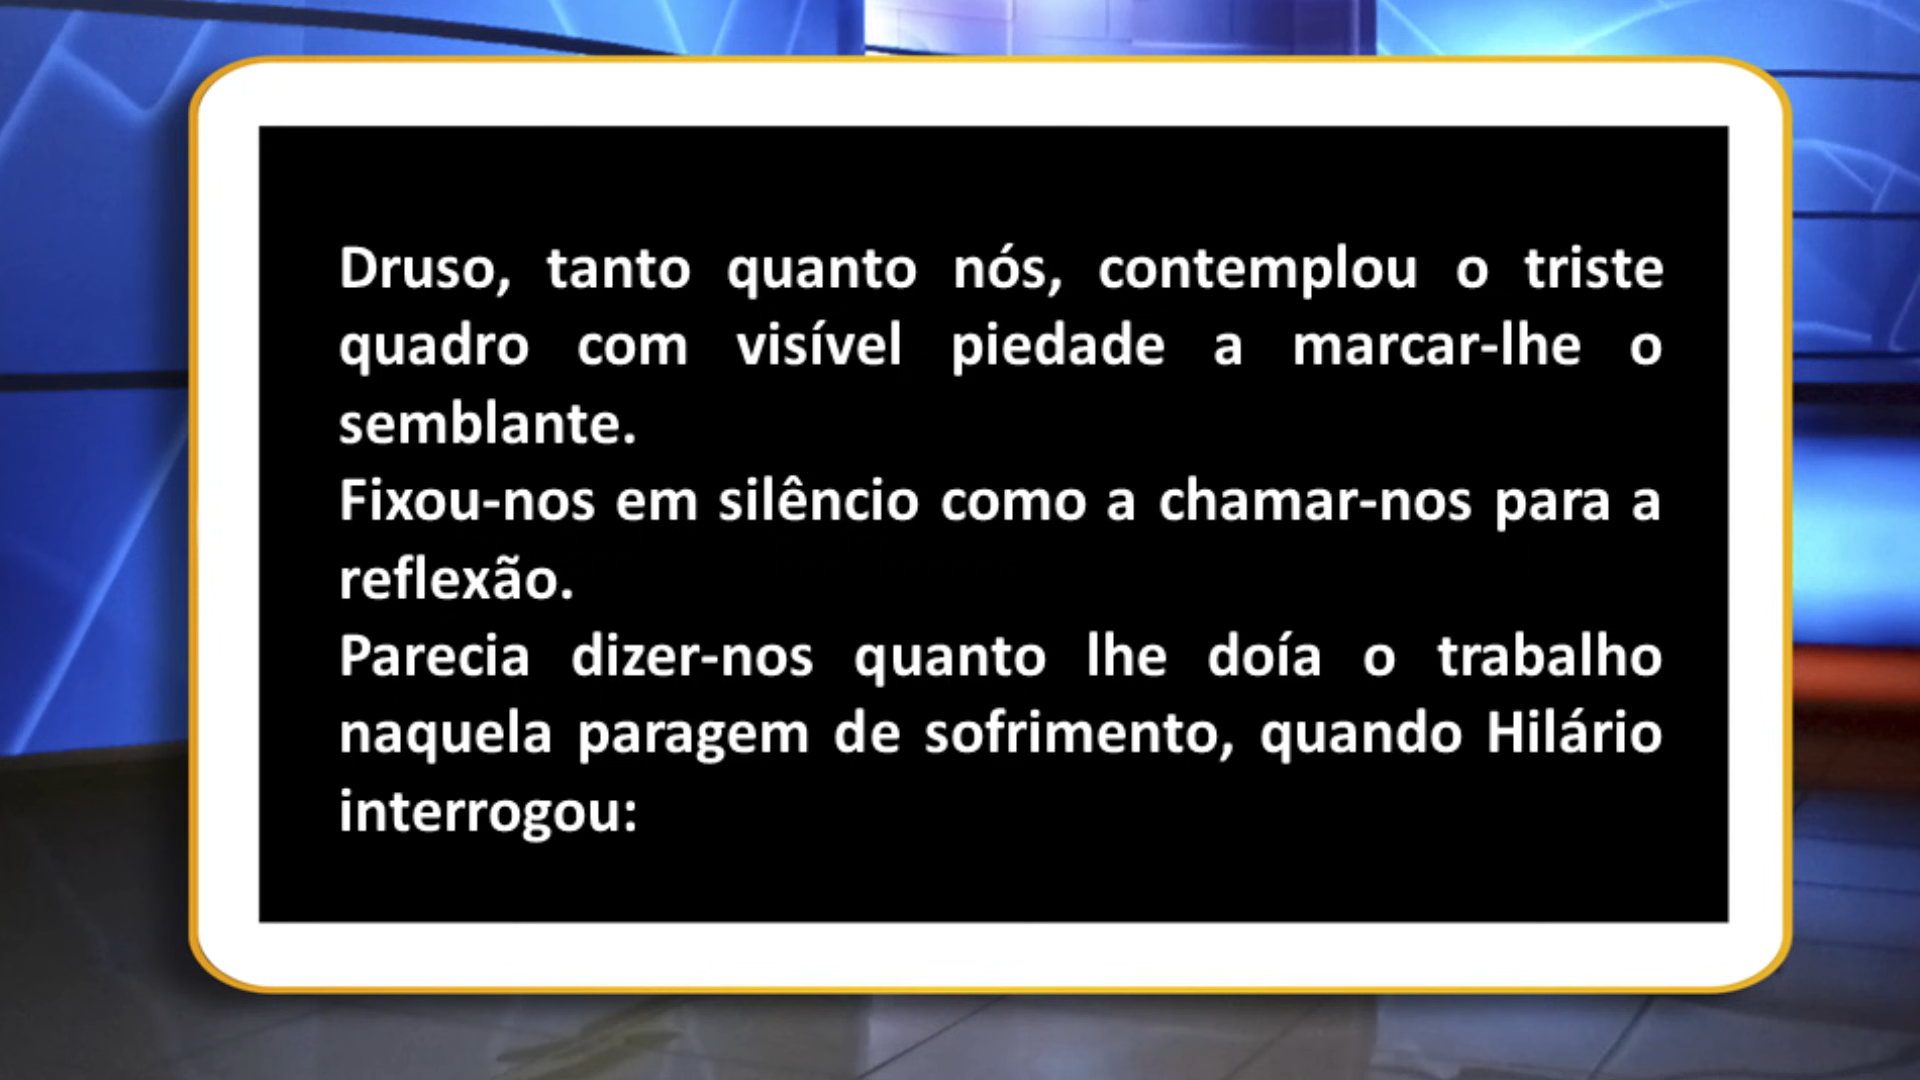 Druso, tanto quanto nós, contemplou o triste
quadro com visível piedade a marcar-lhe o
semblante.
Fixou-nos em silêncio como a chamar-nos para a
reflexão.
Parecia dizer-nos quanto lhe doía o trabalho
naquela paragem de sofrimento, quando Hilário
interrogou: